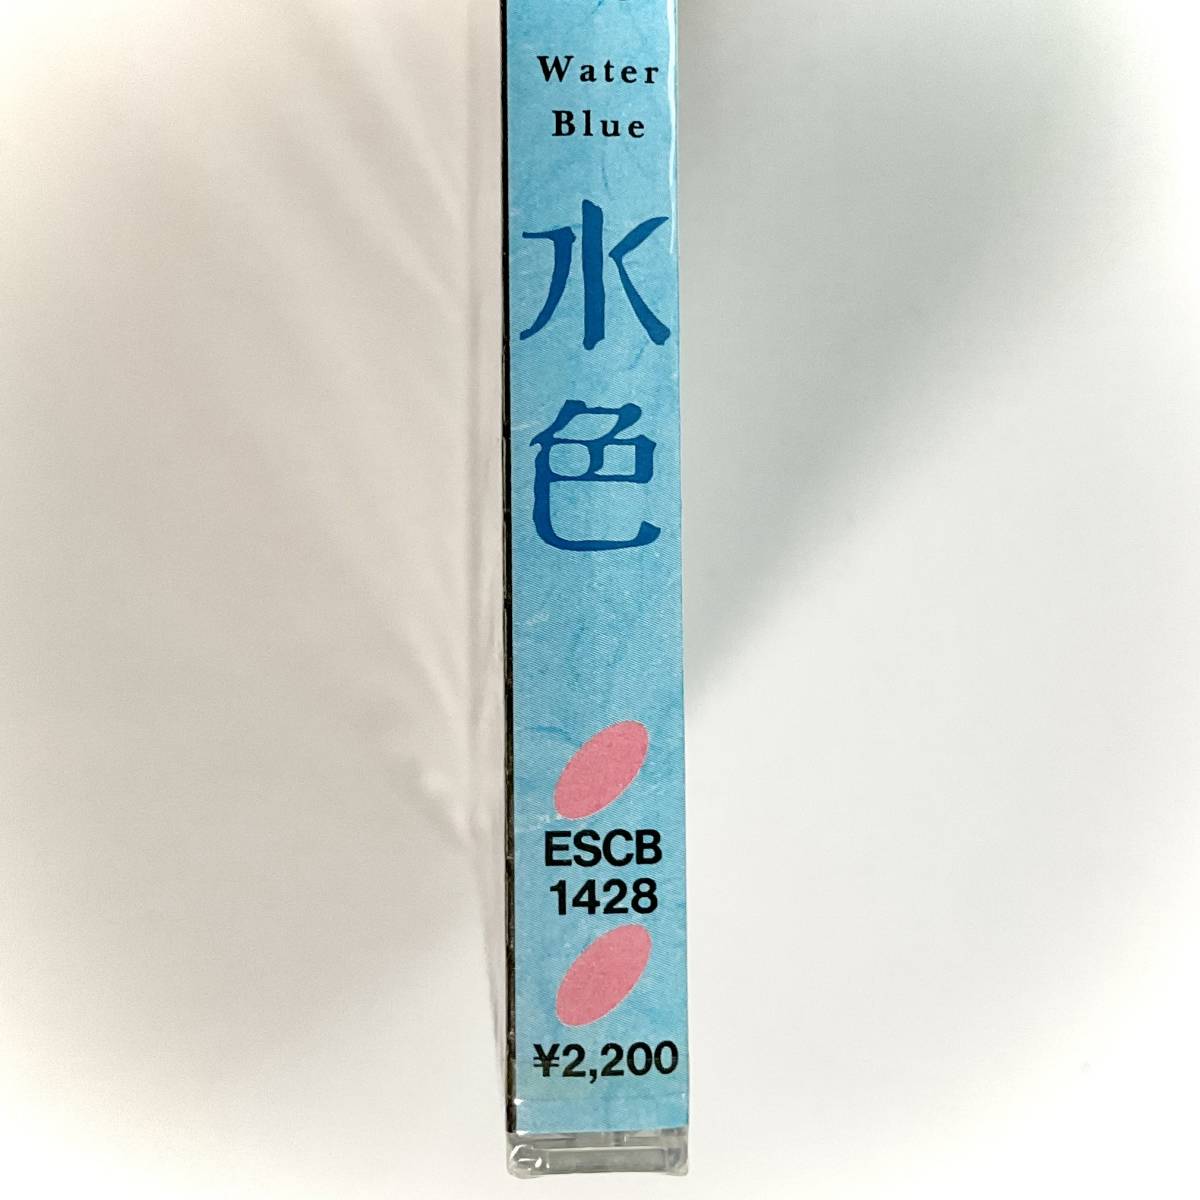 Water
Blue
水色
ESCB
1428
¥2,200